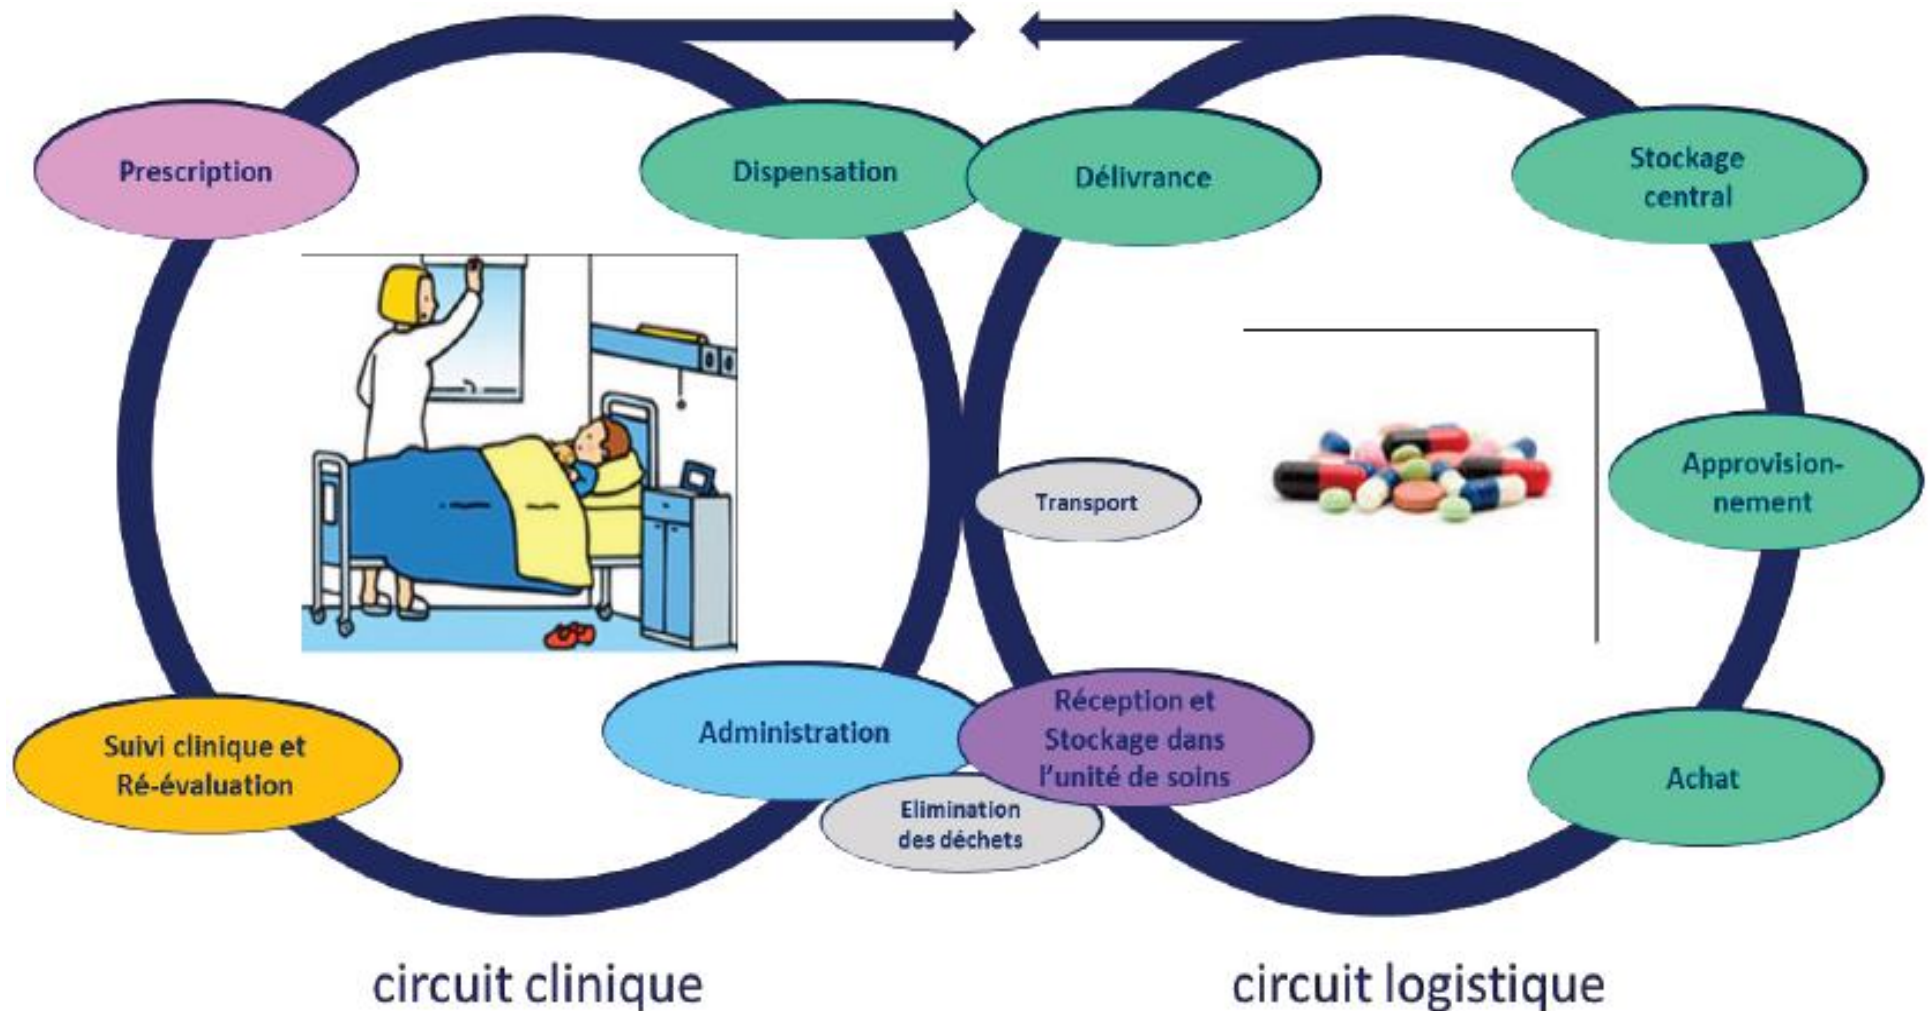 Prescription
Dispensation
Délivrance
Stockage
central
Approvision-
nement
Transport
Suivi clinique et
Ré-évaluation
Administration
Réception et
Stockage dans
l'unité de soins
Achat
Elimination
des déchets
circuit clinique
circuit logistique